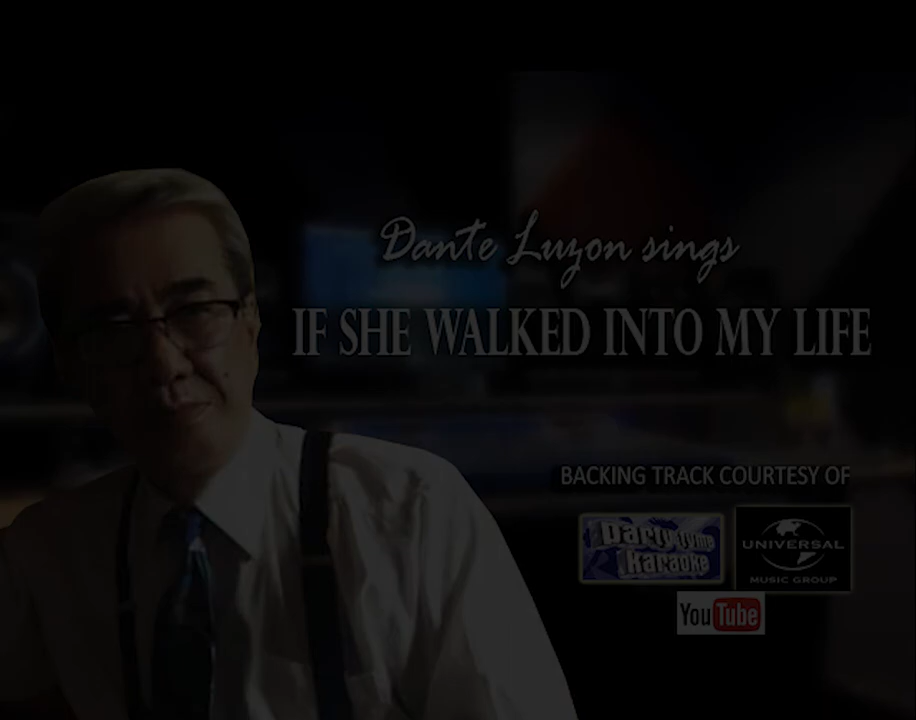 Dante Luzon sings
IF SHE WALKED INTO MY LIFE
BACKING TRACK COURTESY OF
Party Tyme
Karaoke
UNIVERSAL
MUSIC GROUP
YouTube